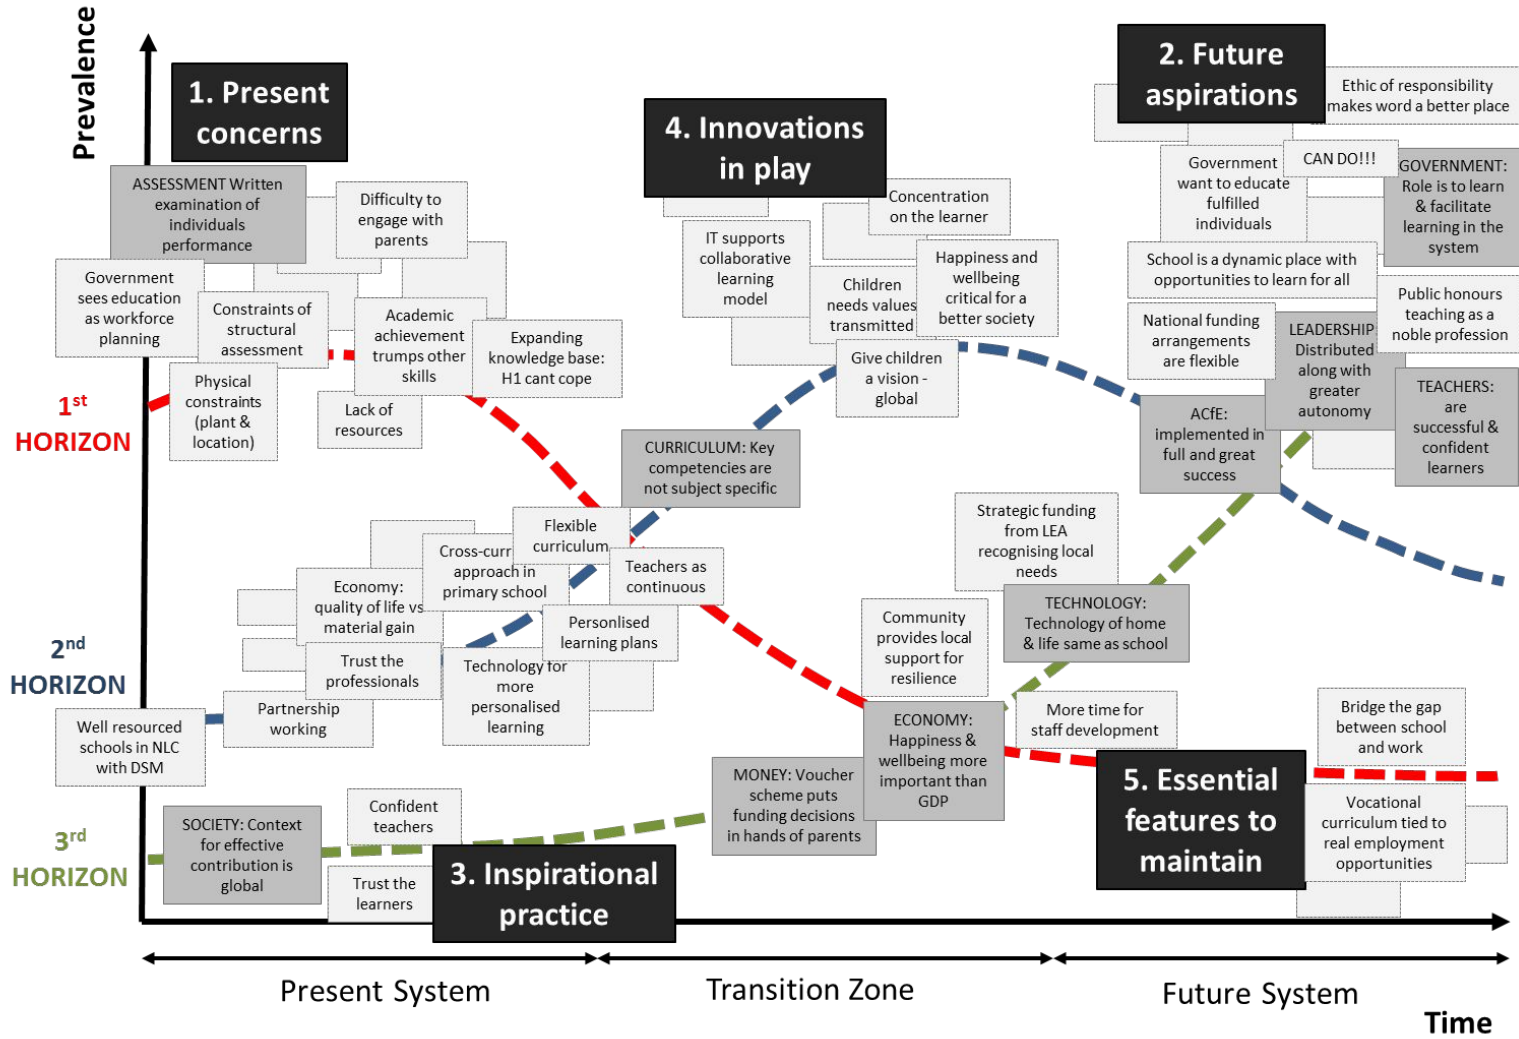 Prevalence
1. Present
concerns
ASSESSMENT Written
examination of
individuals
performance
Difficulty to
engage with
parents
Government
sees education
as workforce
planning
Constraints of
structural
assessment
Academic
achievement
trumps other
skills
Expanding
knowledge base:
H1 cant cope
Physical
constraints
(plant &
location)
Lack of
resources
1st
HORIZON
4. Innovations
in play
Concentration
on the learner
IT supports
collaborative
learning
model
Children
needs values
transmitted
Happiness and
wellbeing
critical for a
better society
Give children
a vision -
global
CURRICULUM: Key
competencies are
not subject specific
2. Future
aspirations
Ethic of responsibility
makes word a better place
Government
want to educate
fulfilled
individuals
CAN DO!!!
GOVERNMENT:
Role is to learn
& facilitate
learning in the
system
School is a dynamic place with
opportunities to learn for all
National funding
arrangements
are flexible
LEADERSHIP
Distributed
along with
greater
autonomy
Public honours
teaching as a
noble profession
ACfE:
implemented in
full and great
success
TEACHERS:
are
successful &
confident
learners
Flexible
curriculum
Cross-curr
approach in
primary school
Teachers as
continuous
Economy:
quality of life vs
material gain
Personlised
learning plans
Trust the
professionals
Technology for
more
personalised
learning
Partnership
working
Well resourced
schools in NLC
with DSM
2nd
HORIZON
Strategic funding
from LEA
recognising local
needs
TECHNOLOGY:
Technology of home
& life same as school
Community
provides local
support for
resilience
ECONOMY:
Happiness &
wellbeing more
important than
GDP
More time for
staff development
MONEY: Voucher
scheme puts
funding decisions
in hands of parents
3rd
HORIZON
SOCIETY: Context
for effective
contribution is
global
Confident
teachers
Trust the
learners
3. Inspirational
practice
5. Essential
features to
maintain
Bridge the gap
between school
and work
Vocational
curriculum tied to
real employment
opportunities
Present System
Transition Zone
Future System
Time